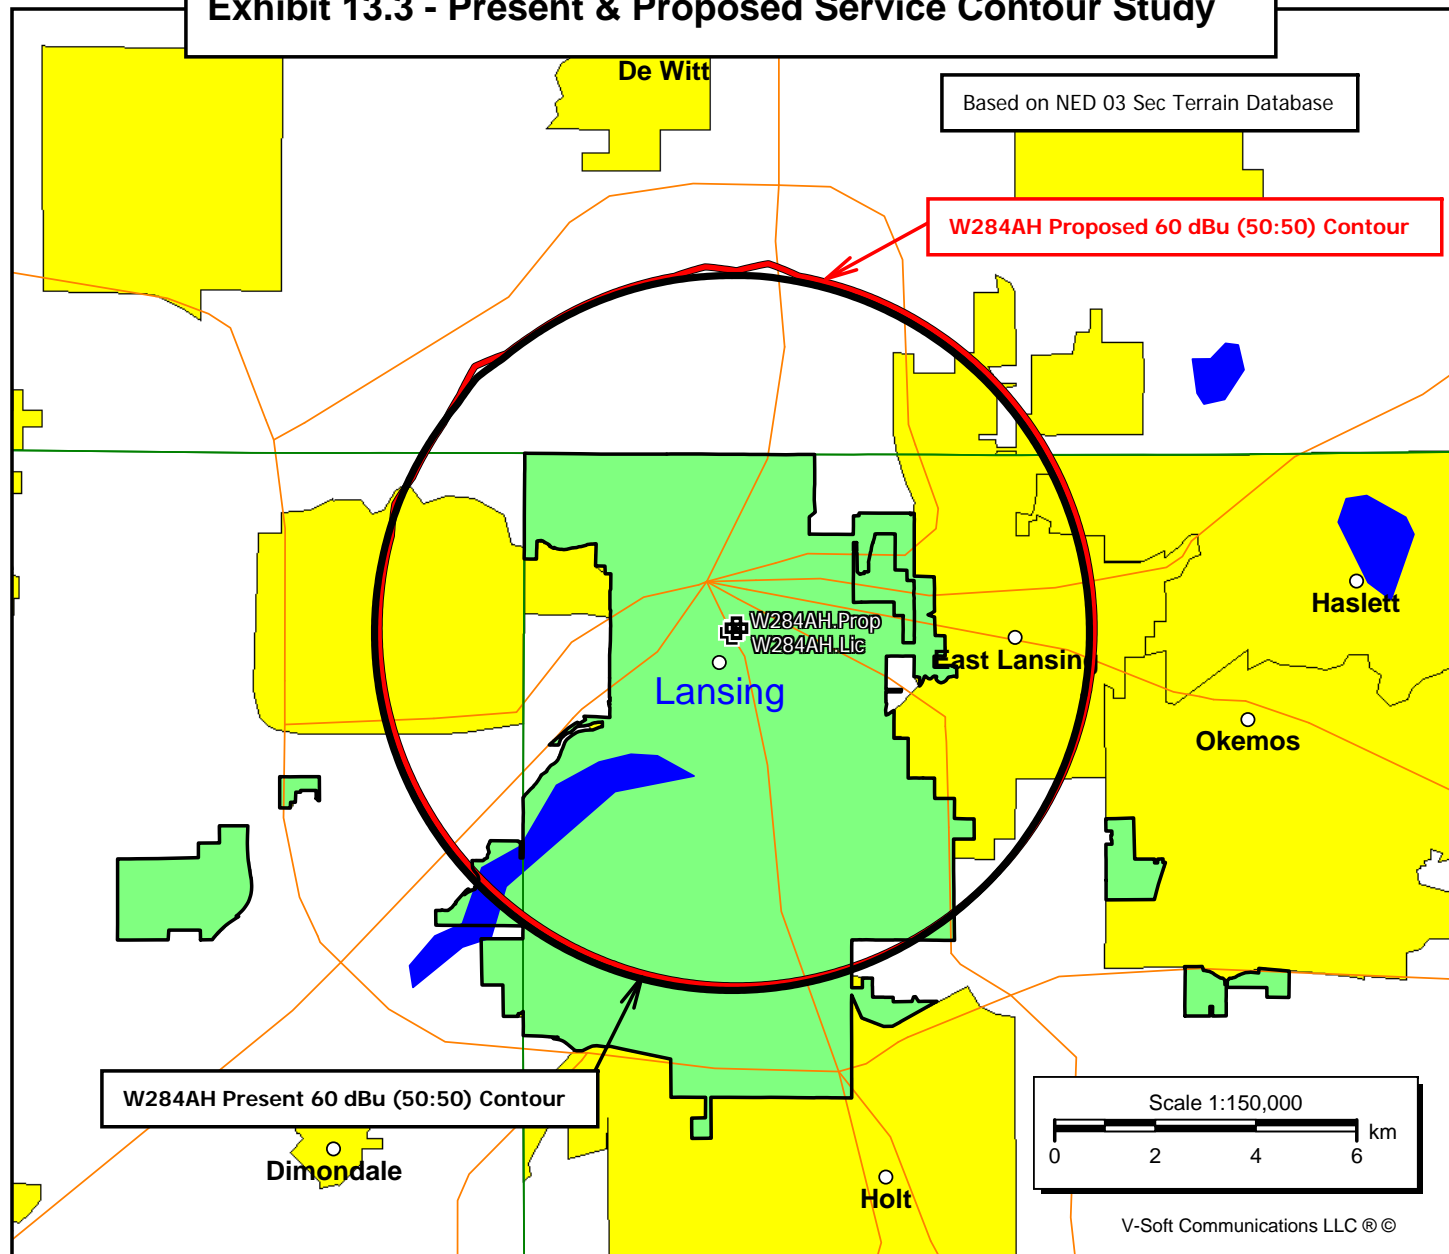 Exhibit 13.3 - Present & Proposed Service Contour Study
De Witt
Based on NED 03 Sec Terrain Database
W284AH Proposed 60 dBu (50:50) Contour
Haslett
W284AH.Prop
W284AH.Lic
East Lansing
Lansing
Okemos
W284AH Present 60 dBu (50:50) Contour
Scale 1:150,000
km
0 2 4 6
Dimondale
Holt
V-Soft Communications LLC ® ©